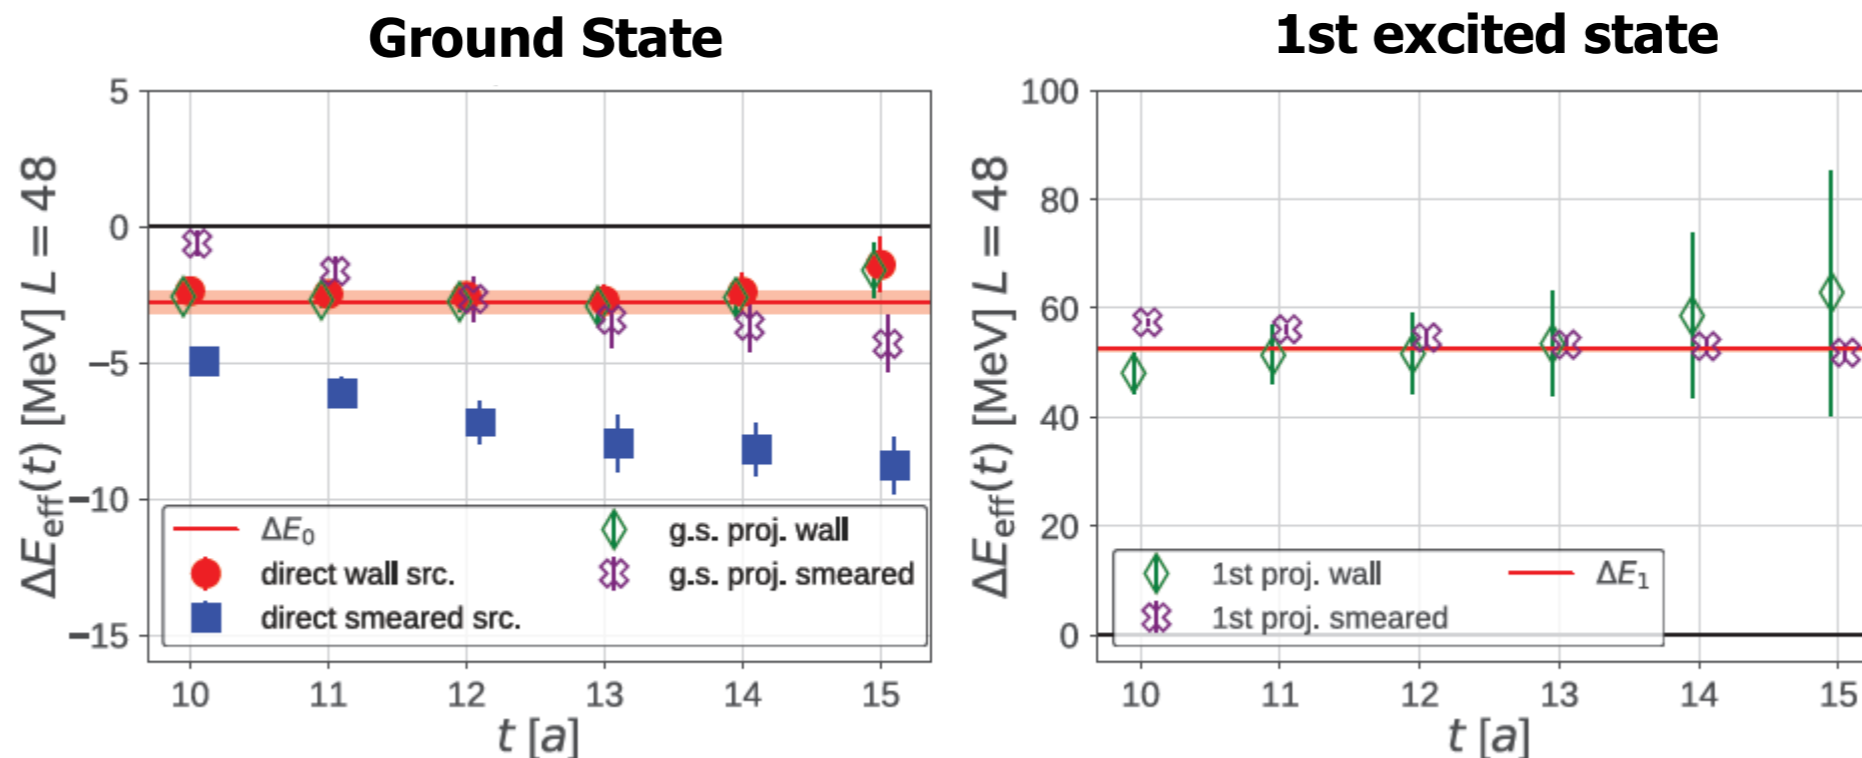 Ground State
ΔE_eff(t) [MeV] L = 48
5
0
−5
−10
−15
ΔE₀
direct wall src.
direct smeared src.
g.s. proj. wall
g.s. proj. smeared
10 11 12 13 14 15
t [a]
1st excited state
ΔE_eff(t) [MeV] L = 48
100
80
60
40
20
0
1st proj. wall
1st proj. smeared
ΔE₁
10 11 12 13 14 15
t [a]